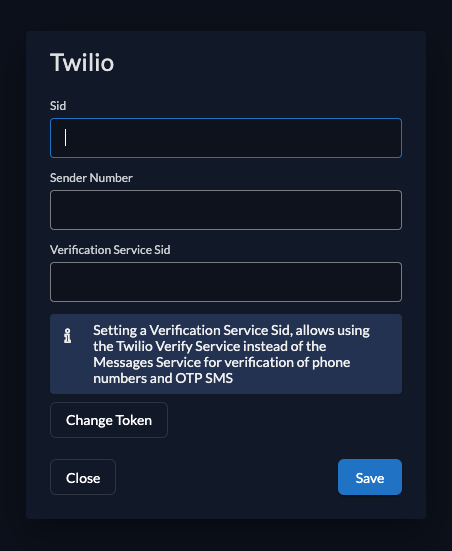 Twilio
Sid
Sender Number
Verification Service Sid
Setting a Verification Service Sid, allows using
the Twilio Verify Service instead of the
Messages Service for verification of phone
numbers and OTP SMS
Change Token
Close
Save